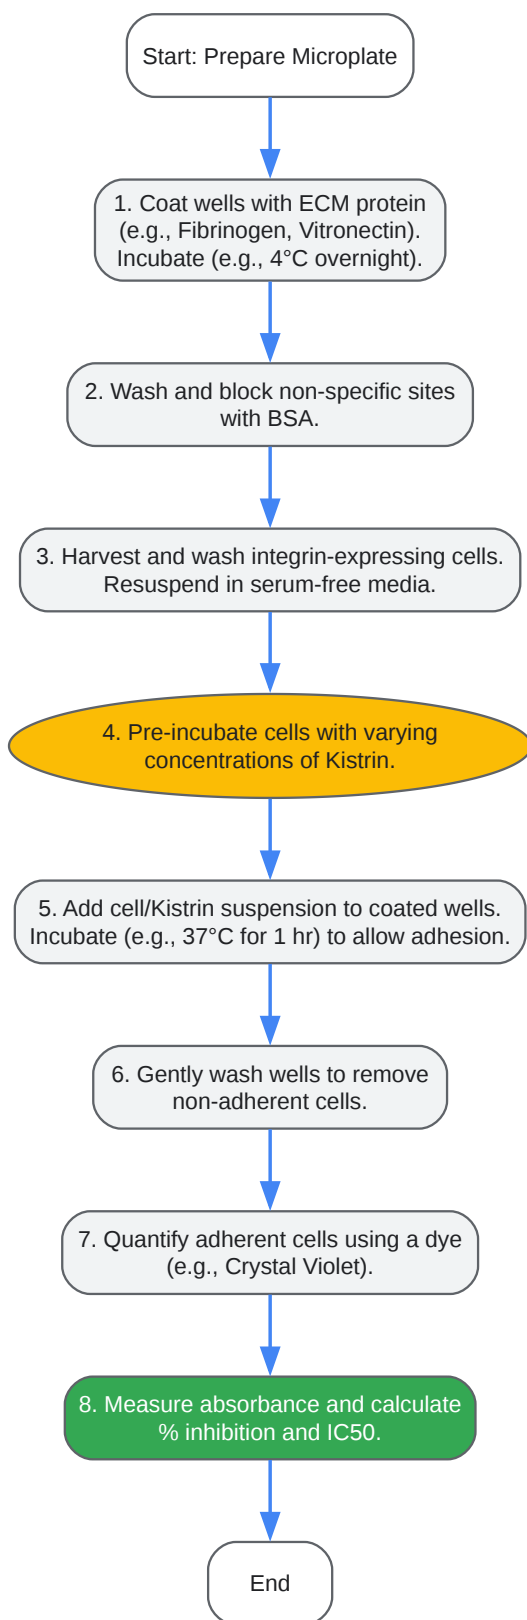 Start: Prepare Microplate
1. Coat wells with ECM protein
(e.g., Fibrinogen, Vitronectin).
Incubate (e.g., 4°C overnight).
2. Wash and block non-specific sites
with BSA.
3. Harvest and wash integrin-expressing cells.
Resuspend in serum-free media.
4. Pre-incubate cells with varying
concentrations of Kistrin.
5. Add cell/Kistrin suspension to coated wells.
Incubate (e.g., 37°C for 1 hr) to allow adhesion.
6. Gently wash wells to remove
non-adherent cells.
7. Quantify adherent cells using a dye
(e.g., Crystal Violet).
8. Measure absorbance and calculate
% inhibition and IC50.
End